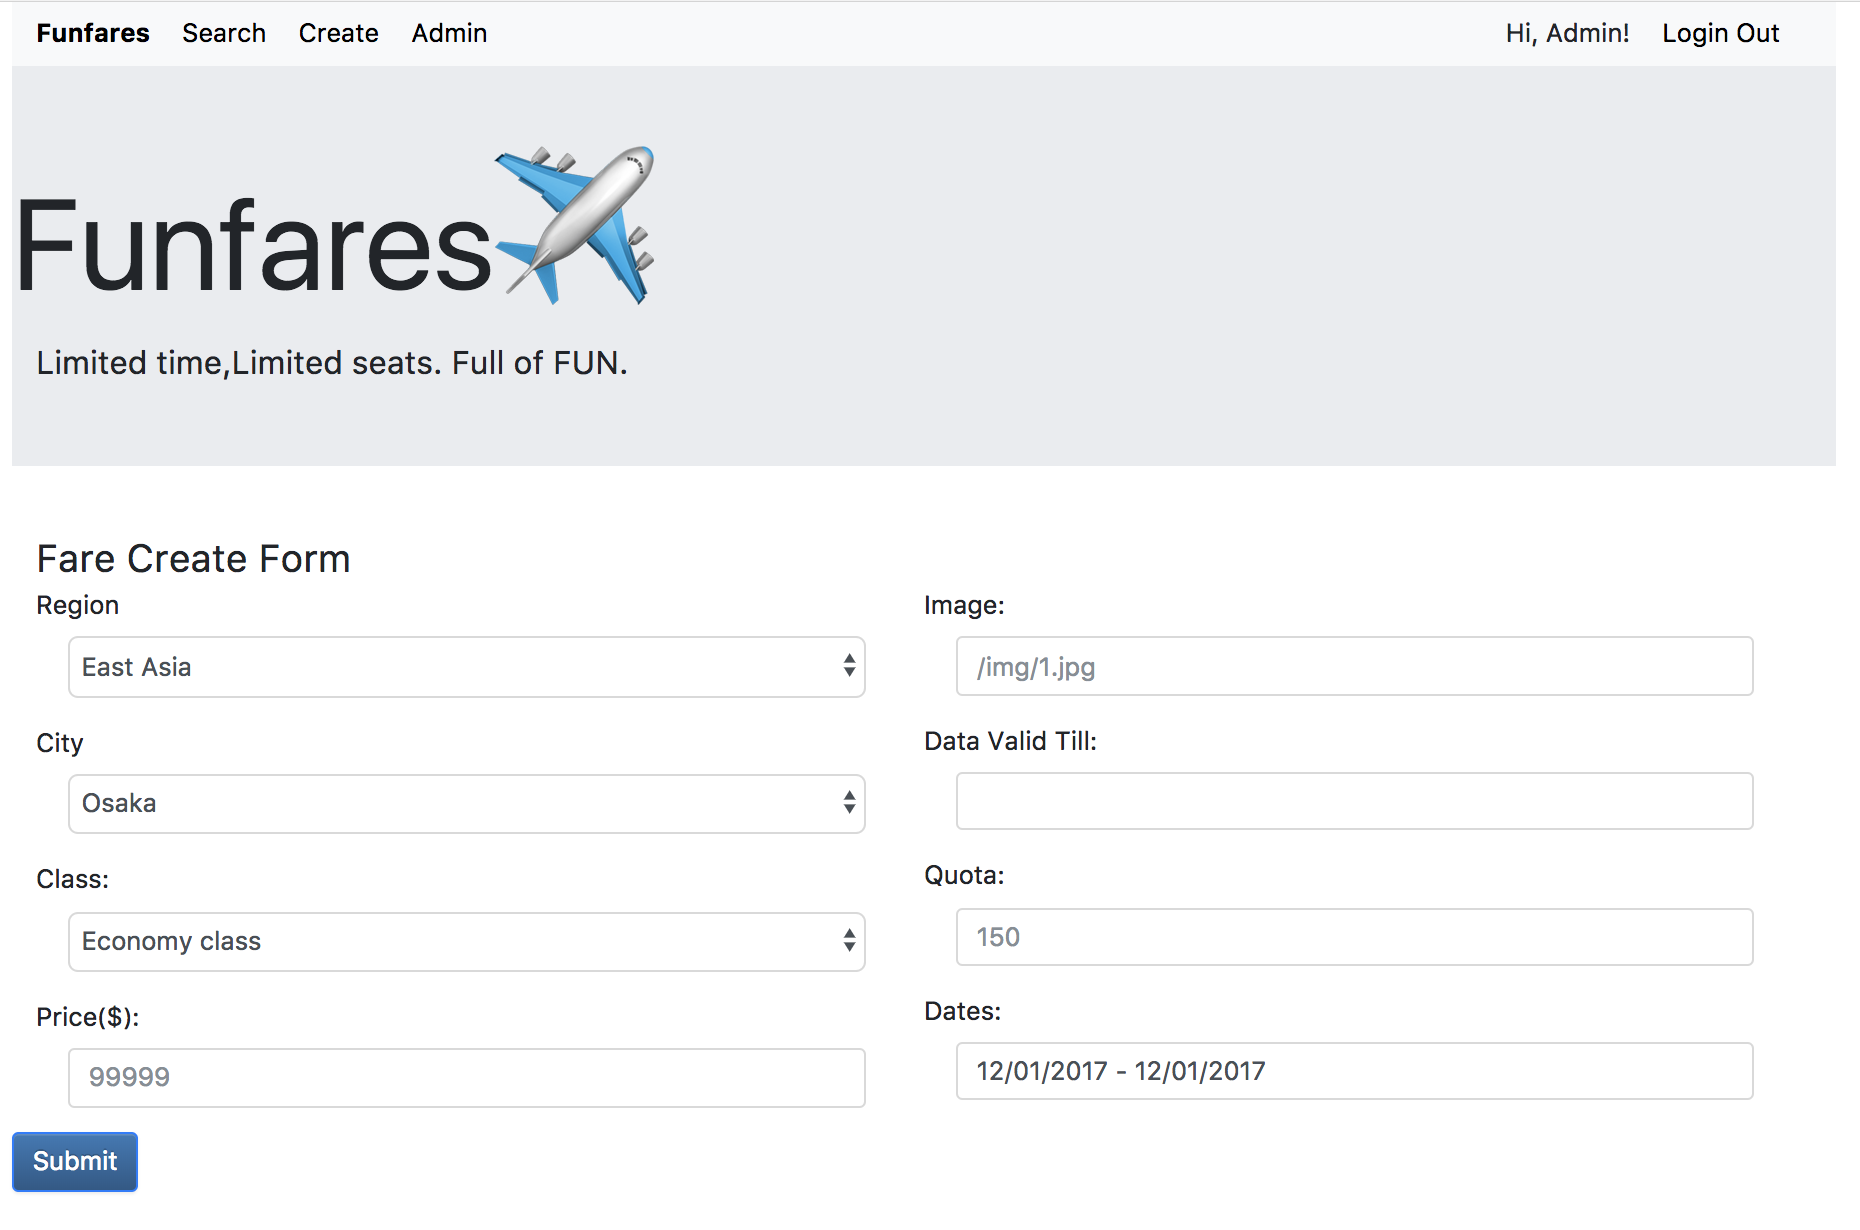 Funfares Search Create Admin Hi, Admin! Login Out
Funfares
Limited time,Limited seats. Full of FUN.
Fare Create Form
Region
East Asia
City
Osaka
Class:
Economy class
Price($):
99999
Image:
/img/1.jpg
Data Valid Till:
Quota:
150
Dates:
12/01/2017 - 12/01/2017
Submit